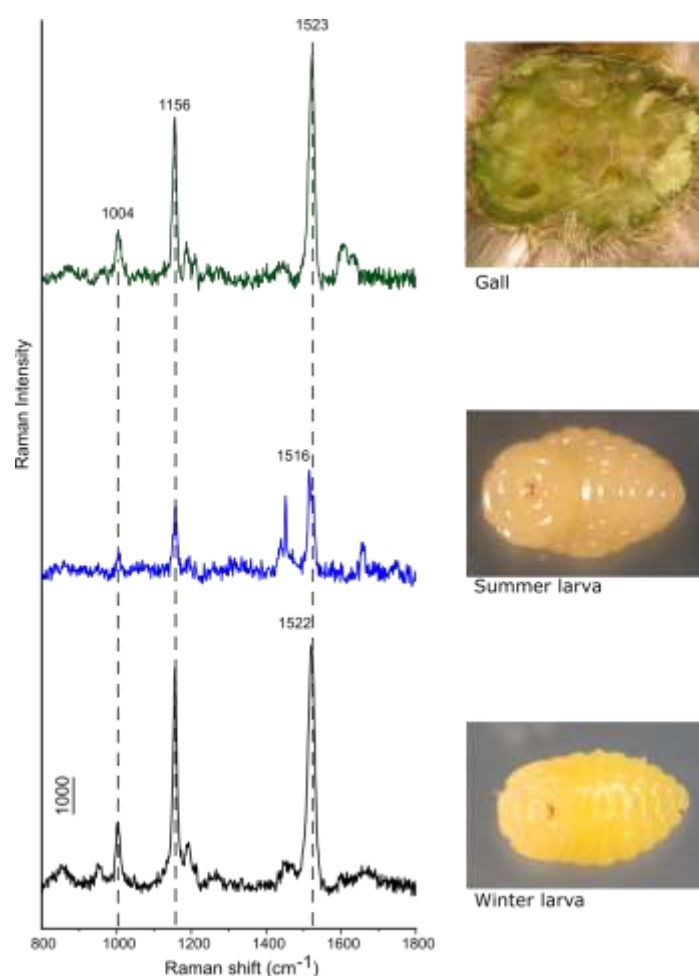 1523
1156
1004
Gall
Raman Intensity
1516
Summer larva
1522
1000
Winter larva
800 1000 1200 1400 1600 1800
Raman shift (cm⁻¹)